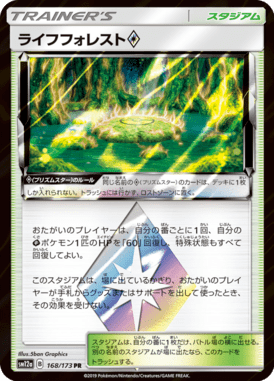 TRAINER'S
スタジアム
ライフフォレスト◇
◇(プリズムスター)のルール
同じ名前の◇(プリズムスター)のカードは、デッキに1枚
しか入れられない。トラッシュには行かず、ロストゾーンに置く。
おたがいのプレイヤーは、自分の番ごとに1回、自分の
ポケモン1匹のHPを「60」回復し、特殊状態もすべて
回復してよい。
このスタジアムは、場に出ているかぎり、おたがいのプレイ
ヤーが手札からグッズまたはサポートを出して使ったとき、
その効果をうけない。
スタジアムは、自分の番に1枚だけ、バトル場の横に出せる。
別の名前のスタジアムが場に出たなら、このカードを
トラッシュする。
Illus.5ban Graphics
sm12a
168/173 PR
©2019 Pokémon/Nintendo/Creatures/GAME FREAK.